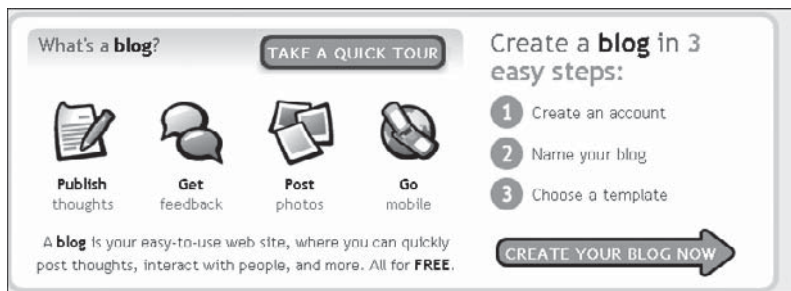 What's a blog?
TAKE A QUICK TOUR
Publish
thoughts
Get
feedback
Post
photos
Go
mobile
A blog is your easy-to-use web site, where you can quickly
post thoughts, interact with people, and more. All for FREE.
Create a blog in 3
easy steps:
1 Create an account
2 Name your blog
3 Choose a template
CREATE YOUR BLOG NOW